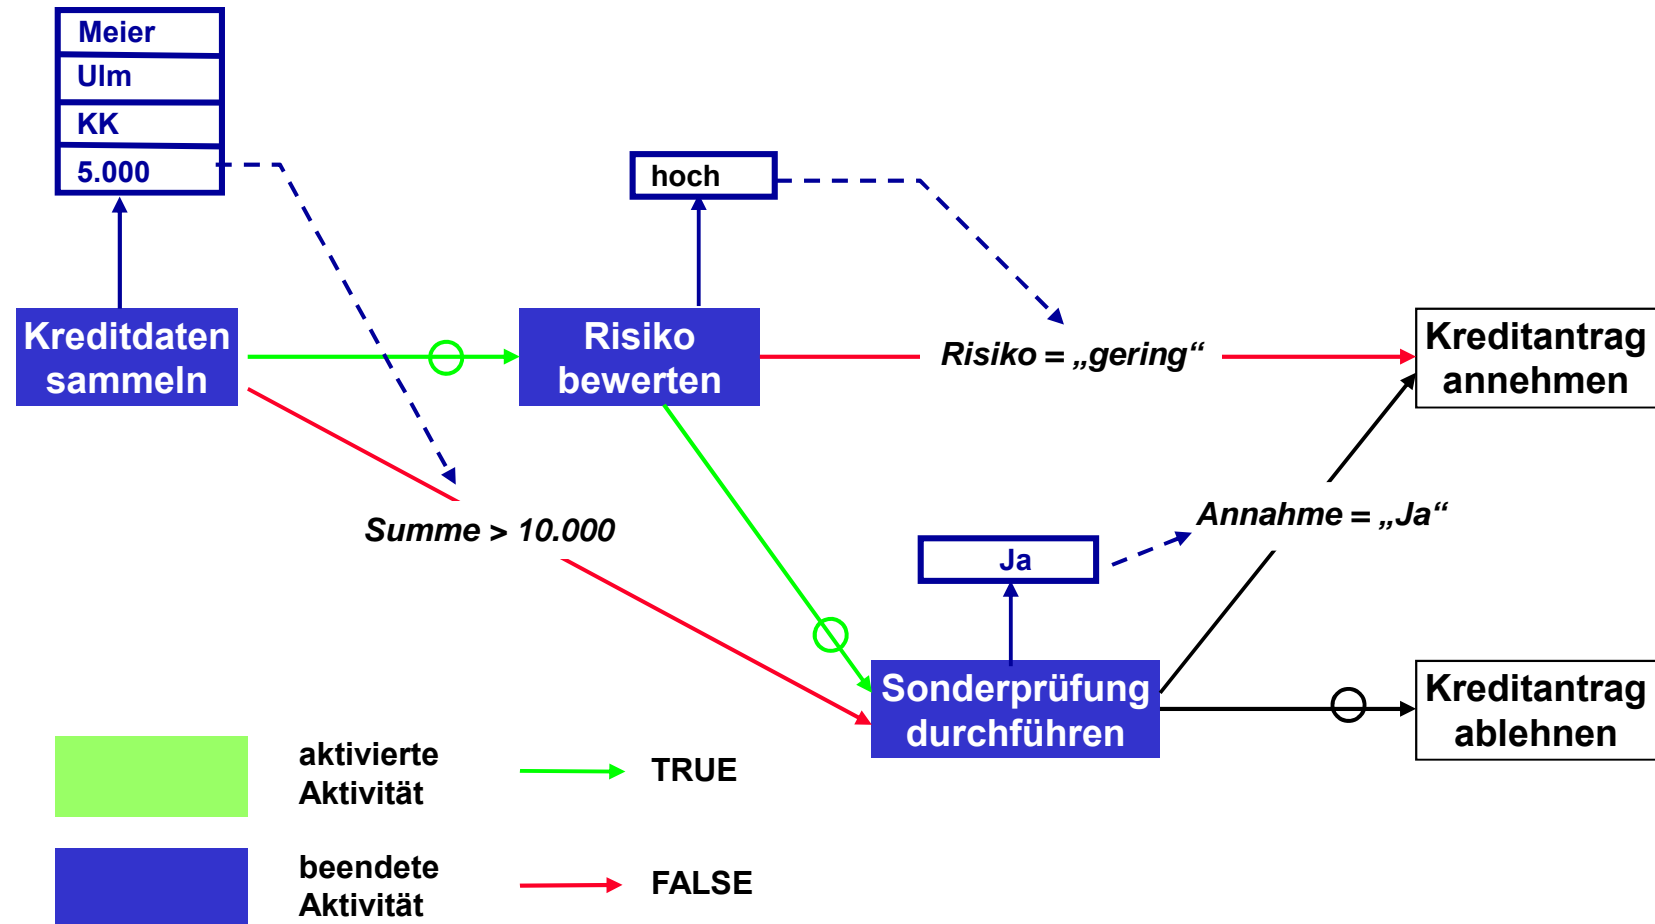 Meier
Ulm
KK
5.000
hoch
Kreditdaten
sammeln
Risiko
bewerten
Risiko = „gering“
Kreditantrag
annehmen
Summe > 10.000
Annahme = „Ja“
Ja
Sonderprüfung
durchführen
Kreditantrag
ablehnen
aktivierte
Aktivität
TRUE
beendete
Aktivität
FALSE